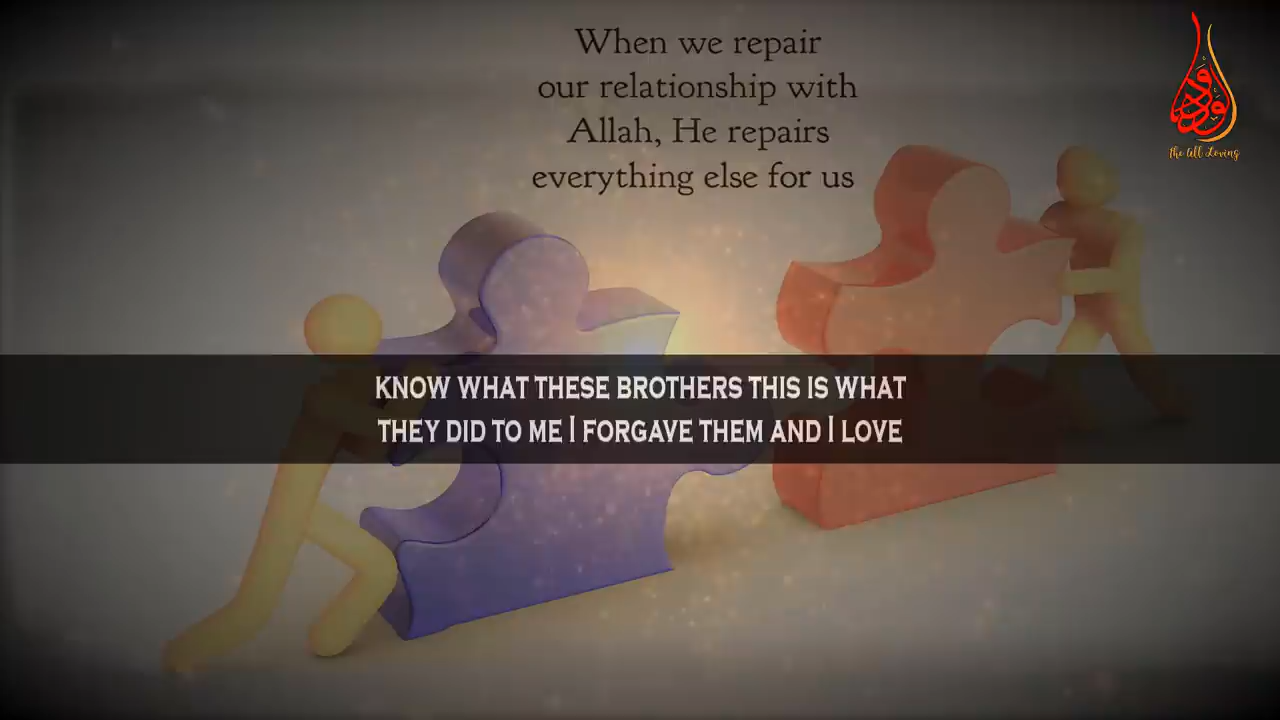 When we repair
our relationship with
Allah, He repairs
everything else for us
الودود
the All Loving
KNOW WHAT THESE BROTHERS THIS IS WHAT
THEY DID TO ME I FORGAVE THEM AND I LOVE